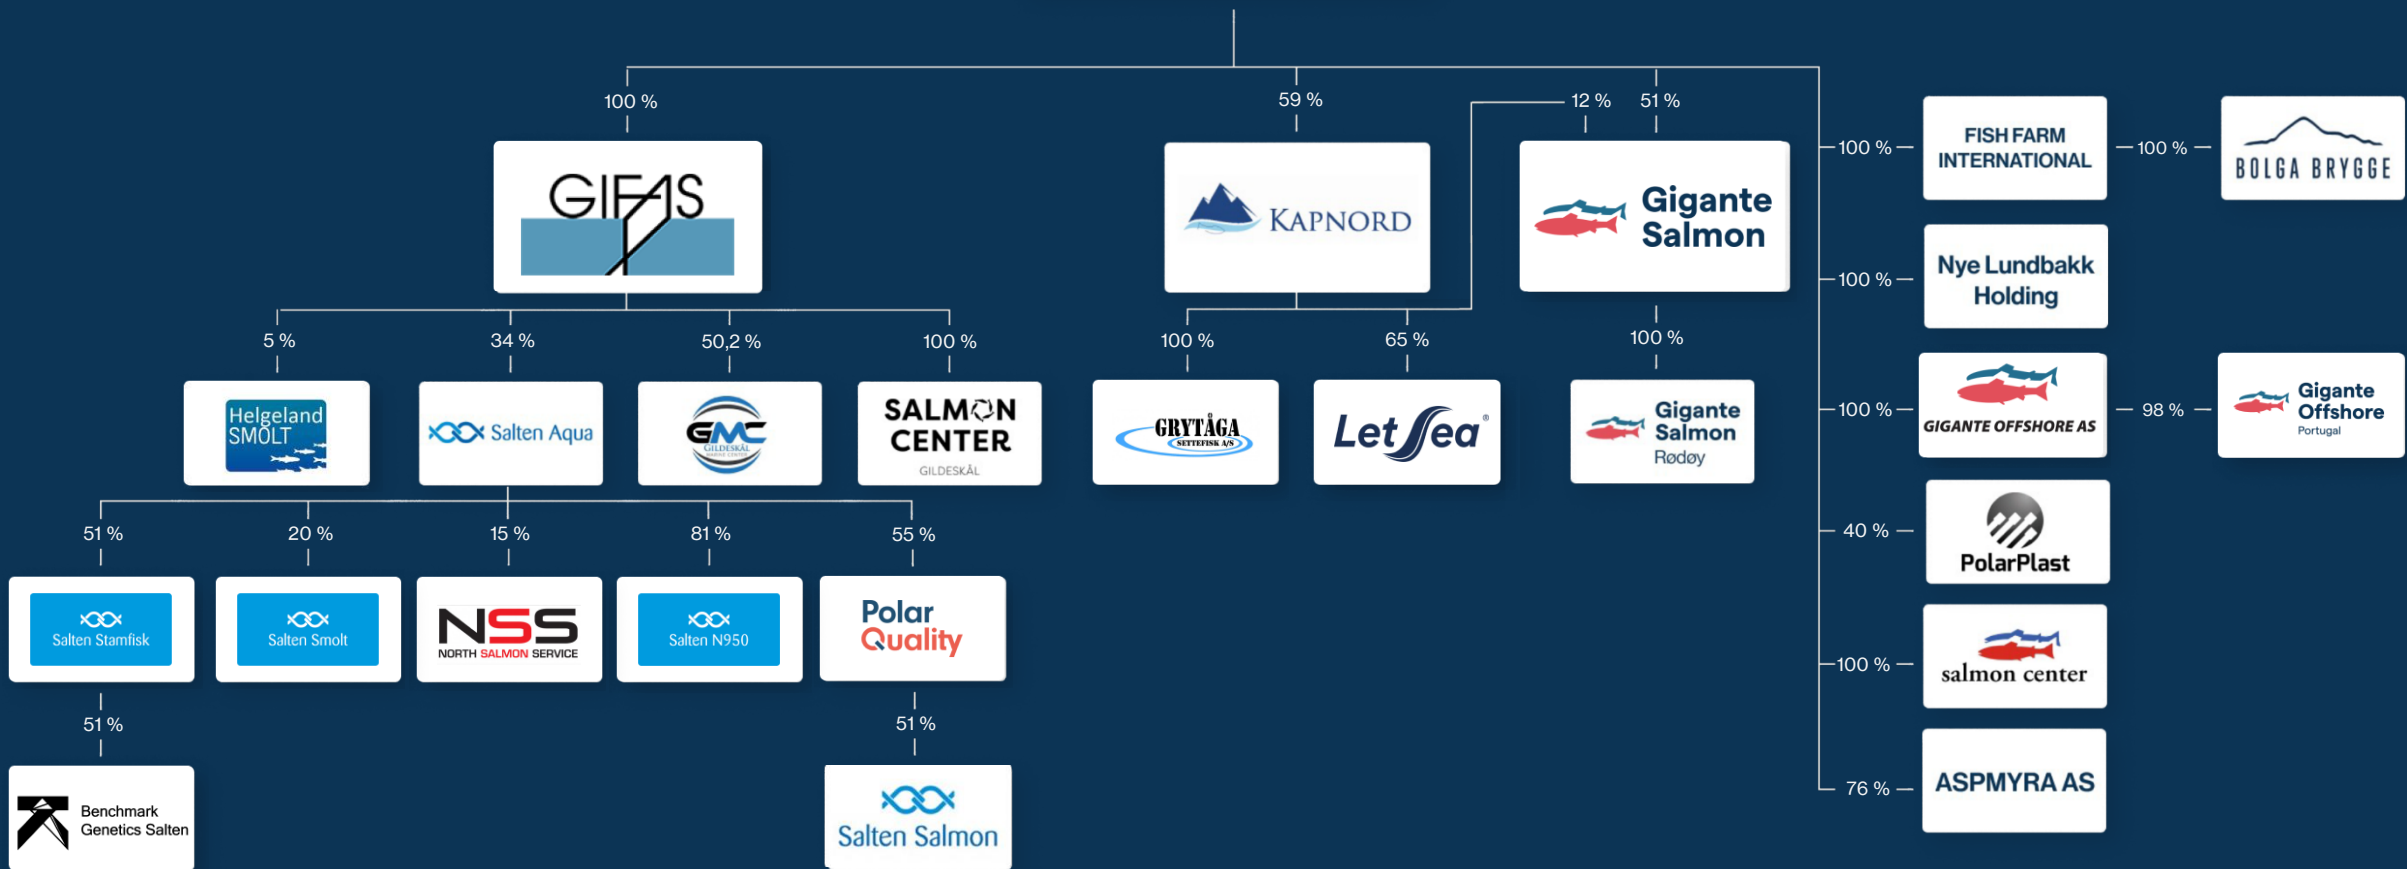 100 %
59 %
12 %
51 %
GIFAS
KAPNORD
Gigante
Salmon
100 %
FISH FARM
INTERNATIONAL
100 %
BOLGA BRYGGE
100 %
Nye Lundbakk
Holding
5 %
34 %
50,2 %
100 %
100 %
65 %
100 %
Helgeland
SMOLT
Salten Aqua
GMC
GILDESKÅL
MARINE CENTER
SALMON
CENTER
GILDESKÅL
GRYTÅGA
SETTEFISK A/S
LetSea®
Gigante
Salmon
Rødøy
100 %
GIGANTE OFFSHORE AS
98 %
Gigante
Offshore
Portugal
51 %
20 %
15 %
81 %
55 %
40 %
PolarPlast
Salten Stamfisk
Salten Smolt
NSS
NORTH SALMON SERVICE
Salten N950
Polar
Quality
100 %
salmon center
51 %
51 %
76 %
ASPMYRA AS
Benchmark
Genetics Salten
Salten Salmon